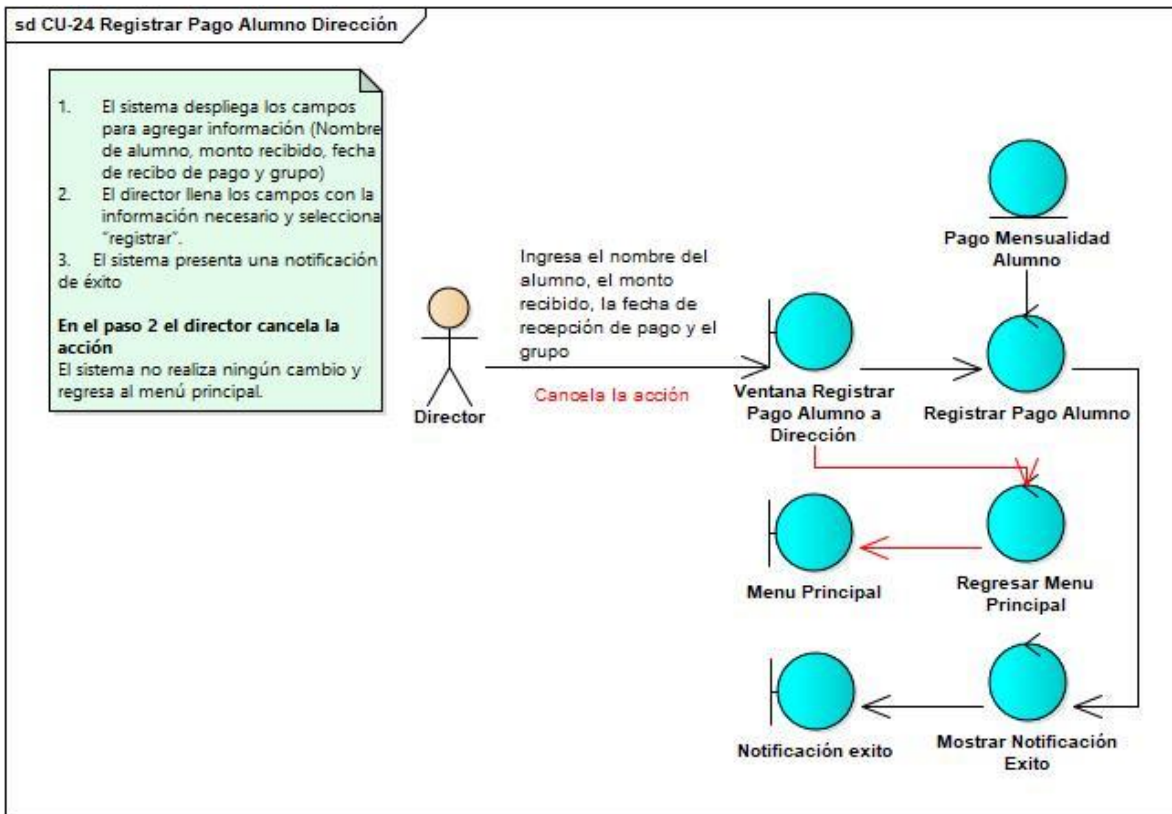 sd CU-24 Registrar Pago Alumno Dirección
1. El sistema despliega los campos
para agregar información (Nombre
de alumno, monto recibido, fecha
de recibo de pago y grupo)
2. El director llena los campos con la
información necesario y selecciona
"registrar".
3. El sistema presenta una notificación
de éxito
En el paso 2 el director cancela la
acción
El sistema no realiza ningún cambio y
regresa al menú principal.
Director
Ingresa el nombre del
alumno, el monto
recibido, la fecha de
recepción de pago y el
grupo
Cancela la acción
Ventana Registrar
Pago Alumno a
Dirección
Pago Mensualidad
Alumno
Registrar Pago Alumno
Menu Principal
Regresar Menu
Principal
Notificación exito
Mostrar Notificación
Exito